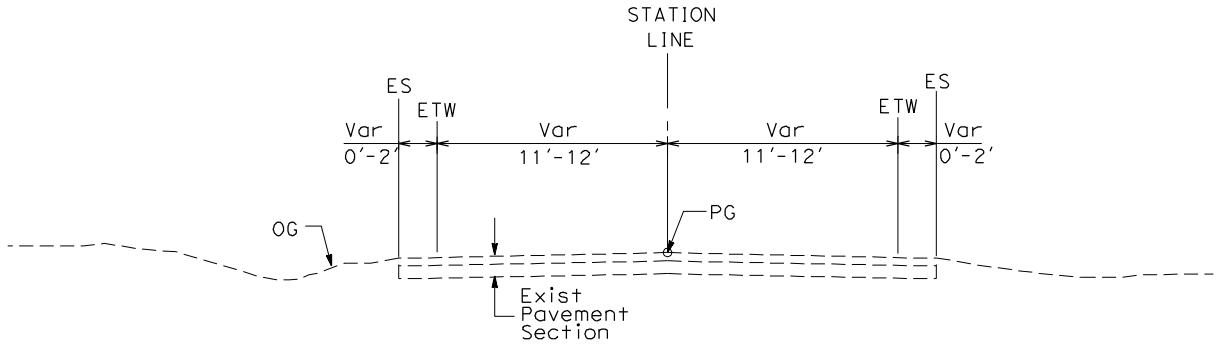 STATION
LINE
ES
ETW
ES
ETW
Var
0'-2'
Var
11'-12'
Var
11'-12'
Var
0'-2'
OG
PG
Exist
Pavement
Section